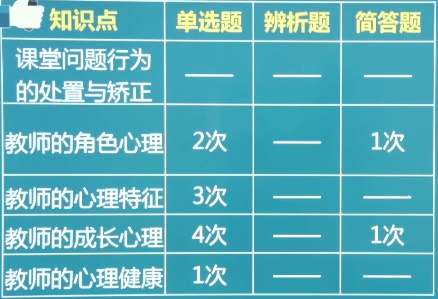 知识点 单选题 辨析题 简答题
课堂问题行为
的处置与矫正 —— —— ——
教师的角色心理 2次 —— 1次
教师的心理特征 3次 —— ——
教师的成长心理 4次 —— 1次
教师的心理健康 1次 —— ——